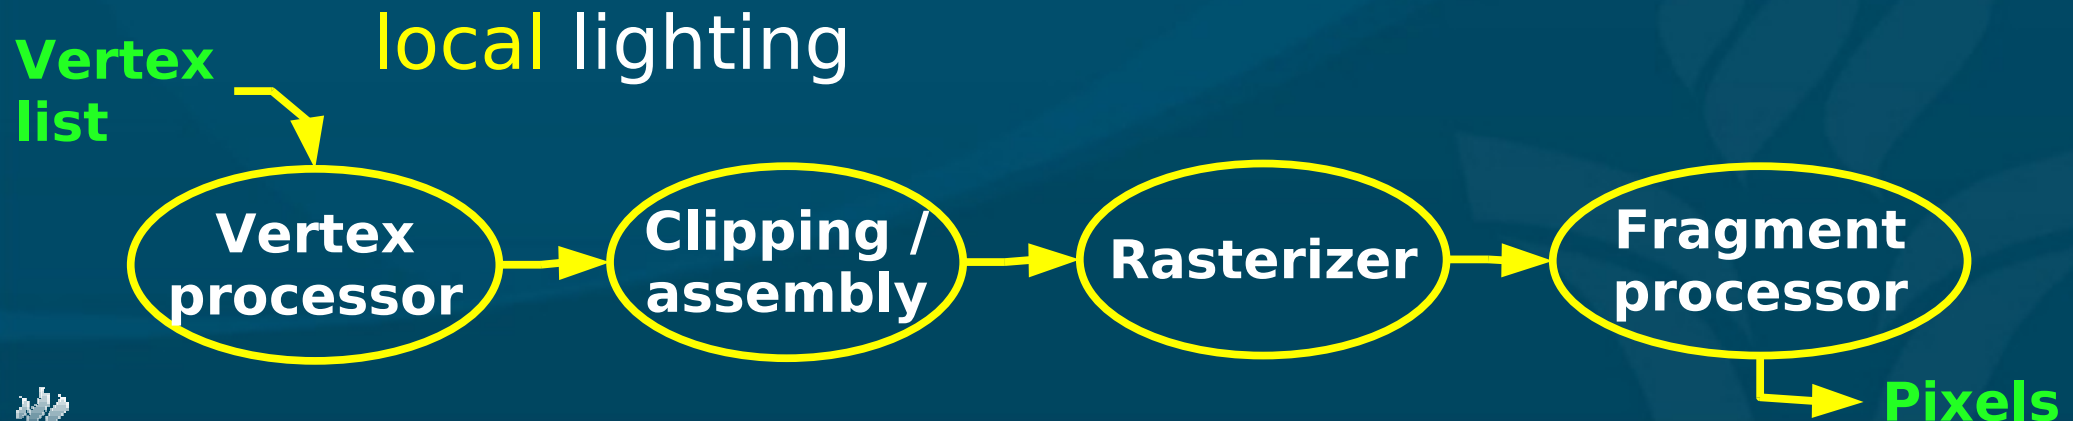 local lighting
Vertex
list
Vertex
processor
Clipping /
assembly
Rasterizer
Fragment
processor
Pixels